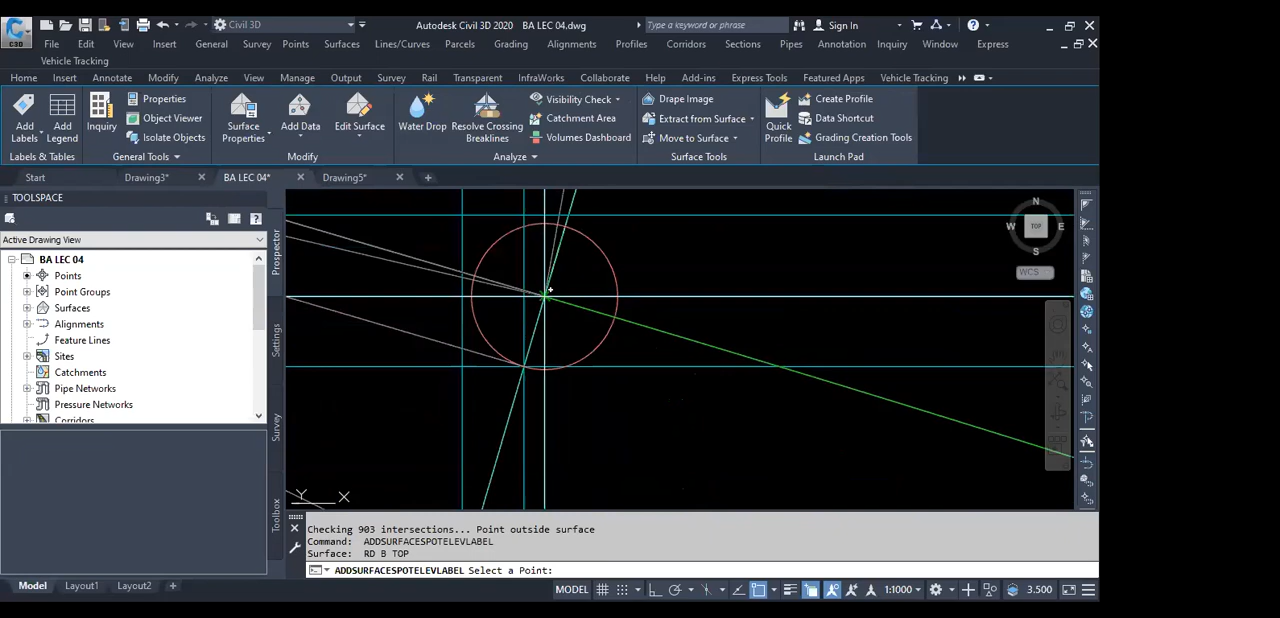 Civil 3D
Autodesk Civil 3D 2020 BA LEC 04.dwg
Type a keyword or phrase
Sign In
C3D
File Edit View Insert General Survey Points Surfaces Lines/Curves Parcels Grading Alignments Profiles Corridors Sections Pipes Annotation Inquiry Window Express
Vehicle Tracking
Home Insert Annotate Modify Analyze View Manage Output Survey Rail Transparent InfraWorks Collaborate Help Add-ins Express Tools Featured Apps Vehicle Tracking
Add Labels
Add Legend
Inquiry
Properties
Object Viewer
Isolate Objects
Surface Properties
Add Data
Edit Surface
Water Drop
Resolve Crossing Breaklines
Visibility Check
Catchment Area
Volumes Dashboard
Drape Image
Extract from Surface
Move to Surface
Quick Profile
Create Profile
Data Shortcut
Grading Creation Tools
Labels & Tables General Tools Modify Analyze Surface Tools Launch Pad
Start Drawing3* BA LEC 04* Drawing5*
TOOLSPACE
Active Drawing View
BA LEC 04
Points
Point Groups
Surfaces
Alignments
Feature Lines
Sites
Catchments
Pipe Networks
Pressure Networks
Corridors
Prospector
Settings
Survey
Toolbox
N
W TOP E
S
WCS
Y X
Checking 903 intersections... Point outside surface
Command: ADDSURFACESPOTELEVLABEL
Surface: RD B TOP
ADDSURFACESPOTELEVLABEL Select a Point:
Model Layout1 Layout2 +
MODEL 1:1000 3.500